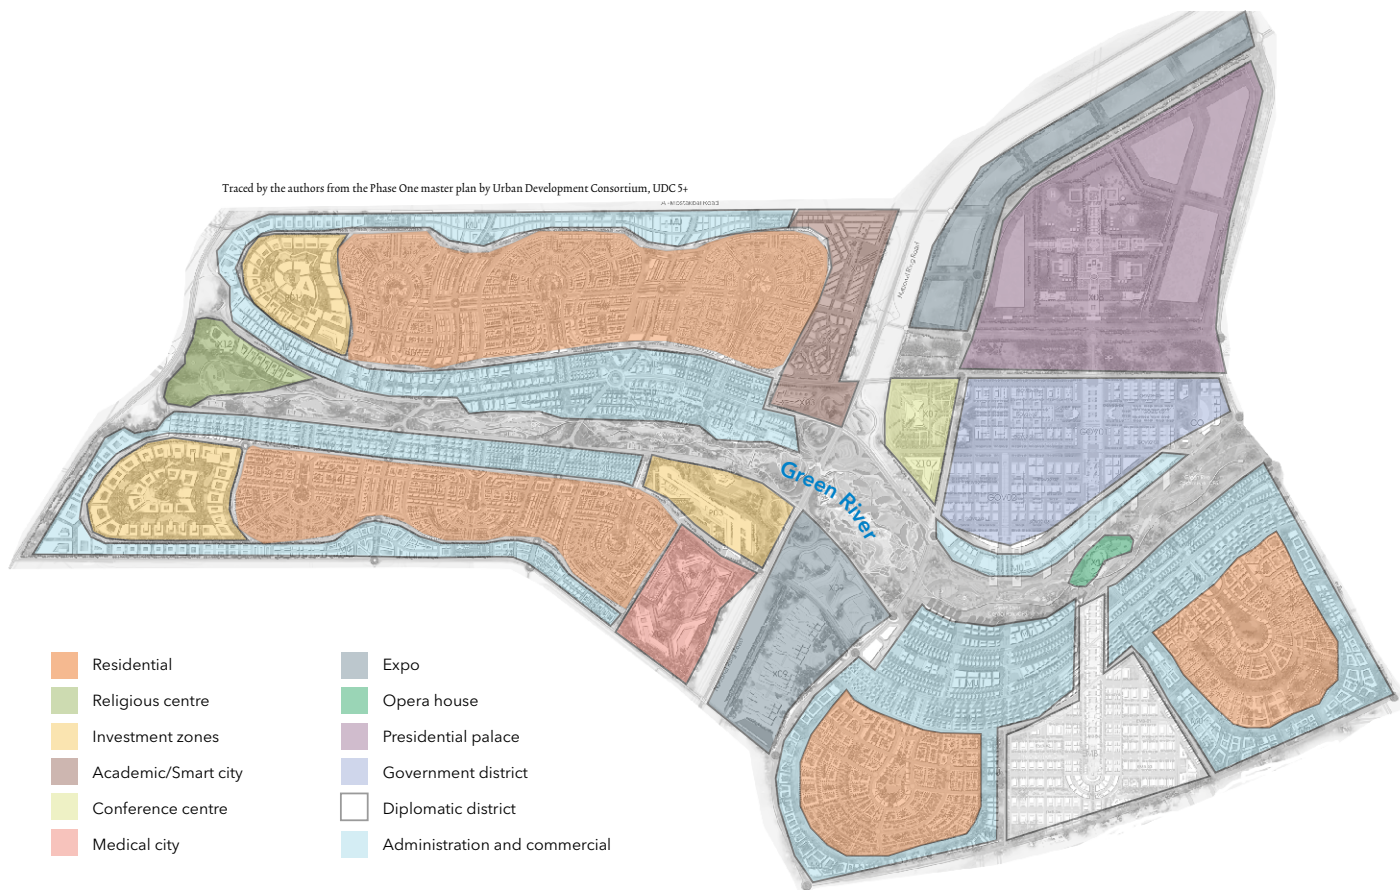 Traced by the authors from the Phase One master plan by Urban Development Consortium, UDC 5+
Green River
Residential
Religious centre
Investment zones
Academic/Smart city
Conference centre
Medical city
Expo
Opera house
Presidential palace
Government district
Diplomatic district
Administration and commercial